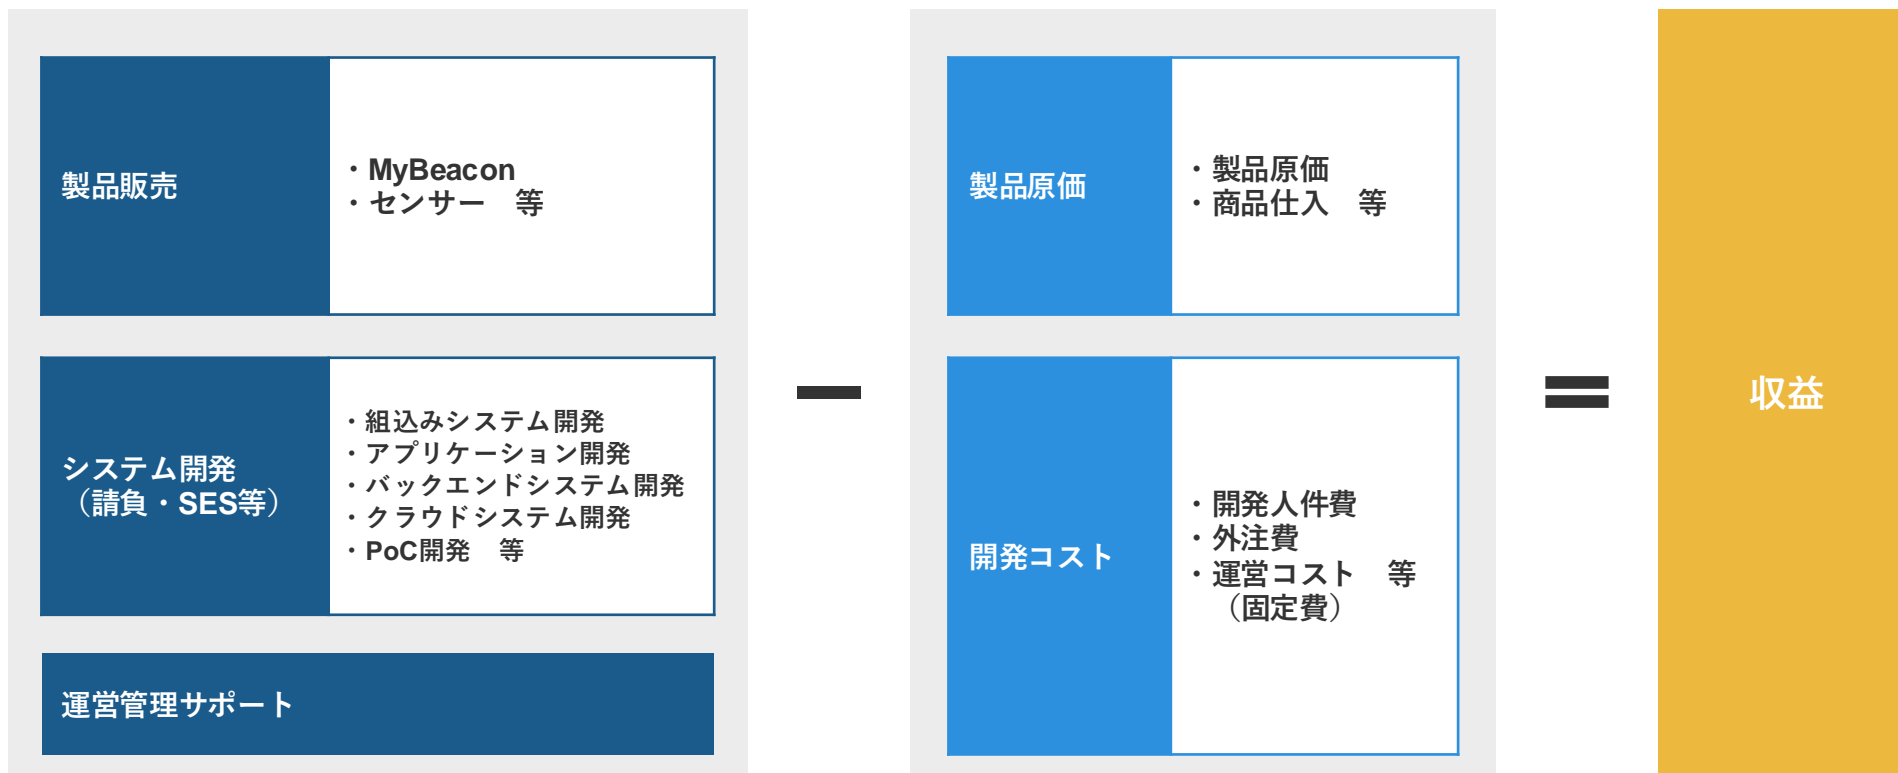 製品販売
・MyBeacon
・センサー　等
システム開発
（請負・SES等）
・組込みシステム開発
・アプリケーション開発
・バックエンドシステム開発
・クラウドシステム開発
・PoC開発　等
運営管理サポート
ー
製品原価
・製品原価
・商品仕入　等
開発コスト
・開発人件費
・外注費
・運営コスト　等
（固定費）
＝
収益